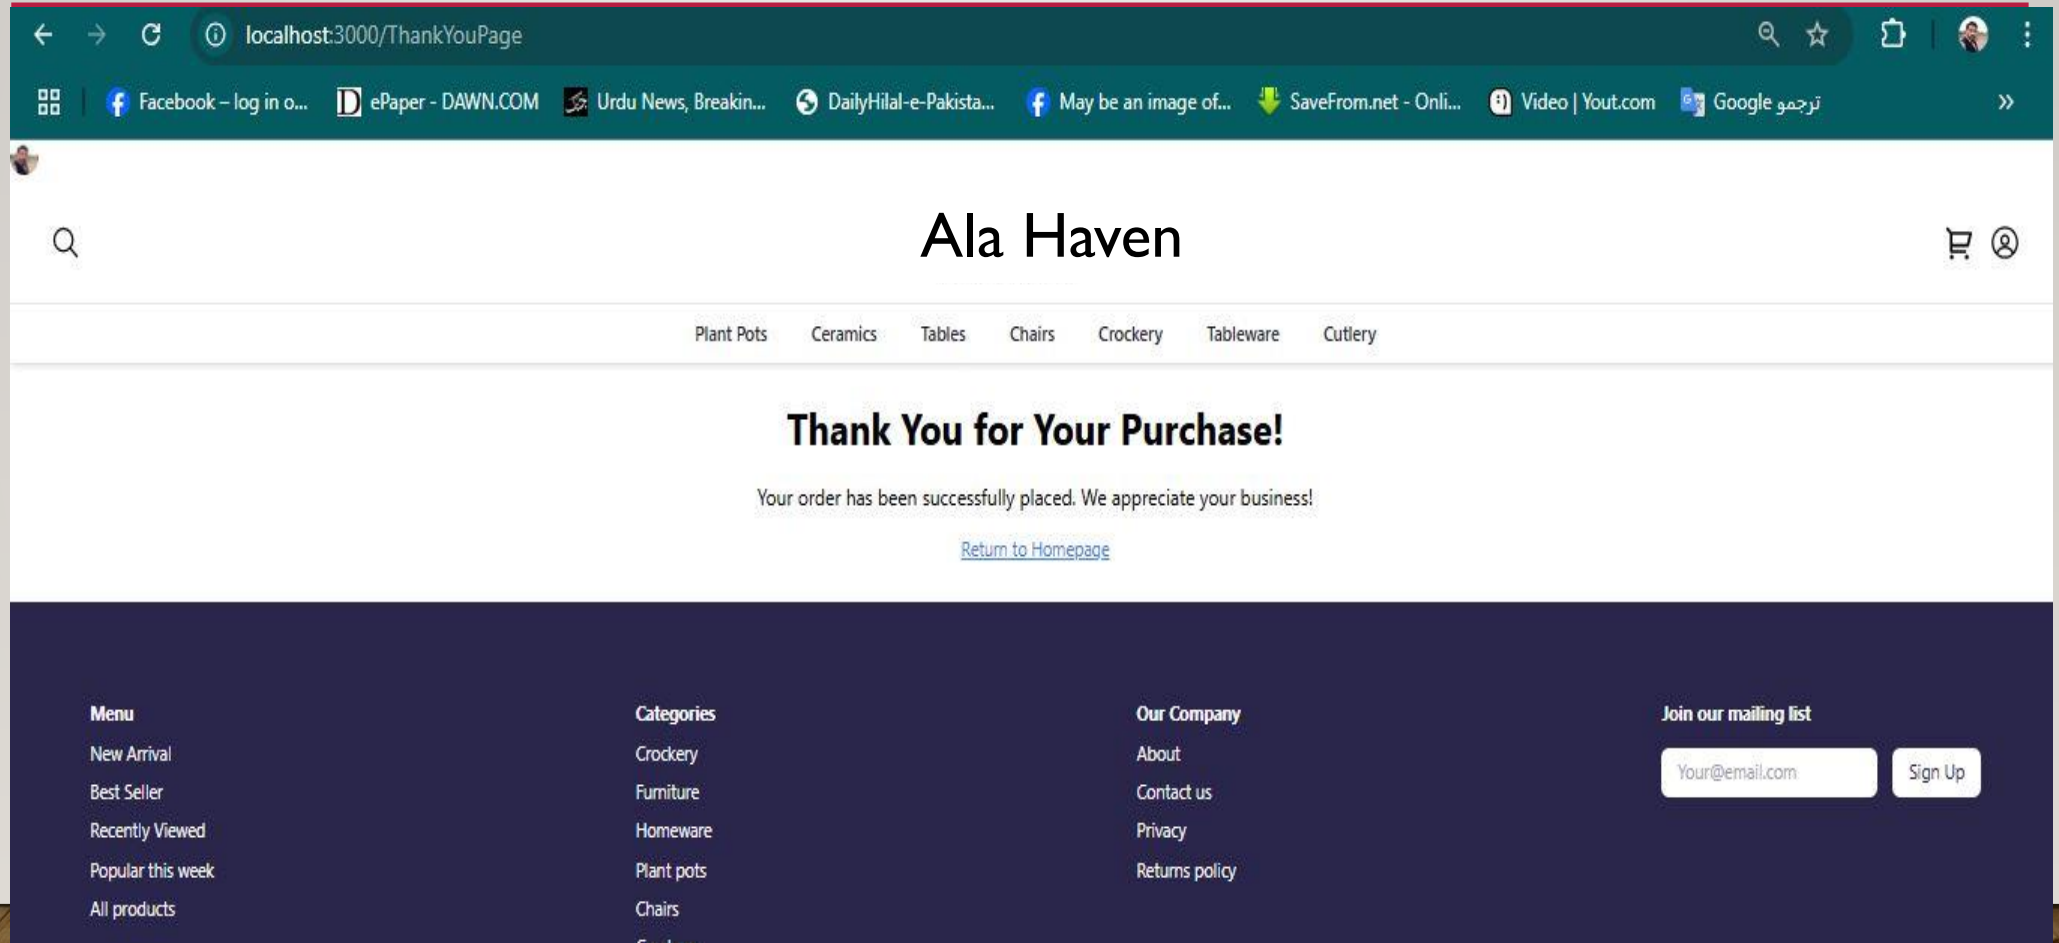 localhost:3000/ThankYouPage
Facebook – log in o... ePaper - DAWN.COM Urdu News, Breakin... DailyHilal-e-Pakista... May be an image of... SaveFrom.net - Onli... Video | Yout.com Google ترجمو
Ala Haven
Plant Pots Ceramics Tables Chairs Crockery Tableware Cutlery
Thank You for Your Purchase!
Your order has been successfully placed. We appreciate your business!
Return to Homepage
Menu Categories Our Company Join our mailing list
New Arrival Crockery About
Your@email.com Sign Up
Best Seller Furniture Contact us
Recently Viewed Homeware Privacy
Popular this week Plant pots Returns policy
All products Chairs